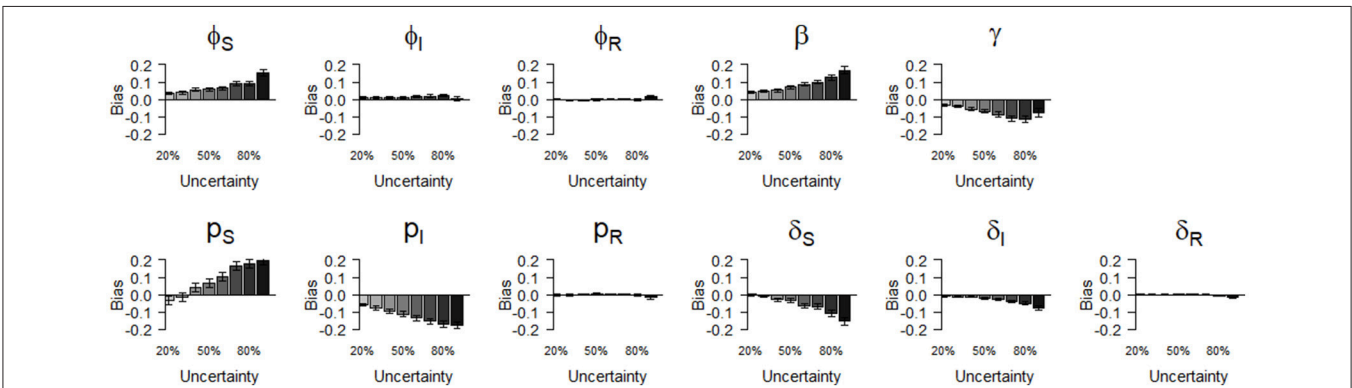 ϕS ϕI ϕR β γ
0.2 0.2 0.2 0.2 0.2
0.1 0.1 0.1 0.1 0.1
0.0 0.0 0.0 0.0 0.0
-0.1 -0.1 -0.1 -0.1 -0.1
-0.2 -0.2 -0.2 -0.2 -0.2
Bias Bias Bias Bias Bias
20% 50% 80% 20% 50% 80% 20% 50% 80% 20% 50% 80% 20% 50% 80%
Uncertainty Uncertainty Uncertainty Uncertainty Uncertainty
pS pI pR δS δI δR
0.2 0.2 0.2 0.2 0.2 0.2
0.1 0.1 0.1 0.1 0.1 0.1
0.0 0.0 0.0 0.0 0.0 0.0
-0.1 -0.1 -0.1 -0.1 -0.1 -0.1
-0.2 -0.2 -0.2 -0.2 -0.2 -0.2
Bias Bias Bias Bias Bias Bias
20% 50% 80% 20% 50% 80% 20% 50% 80% 20% 50% 80% 20% 50% 80% 20% 50% 80%
Uncertainty Uncertainty Uncertainty Uncertainty Uncertainty Uncertainty